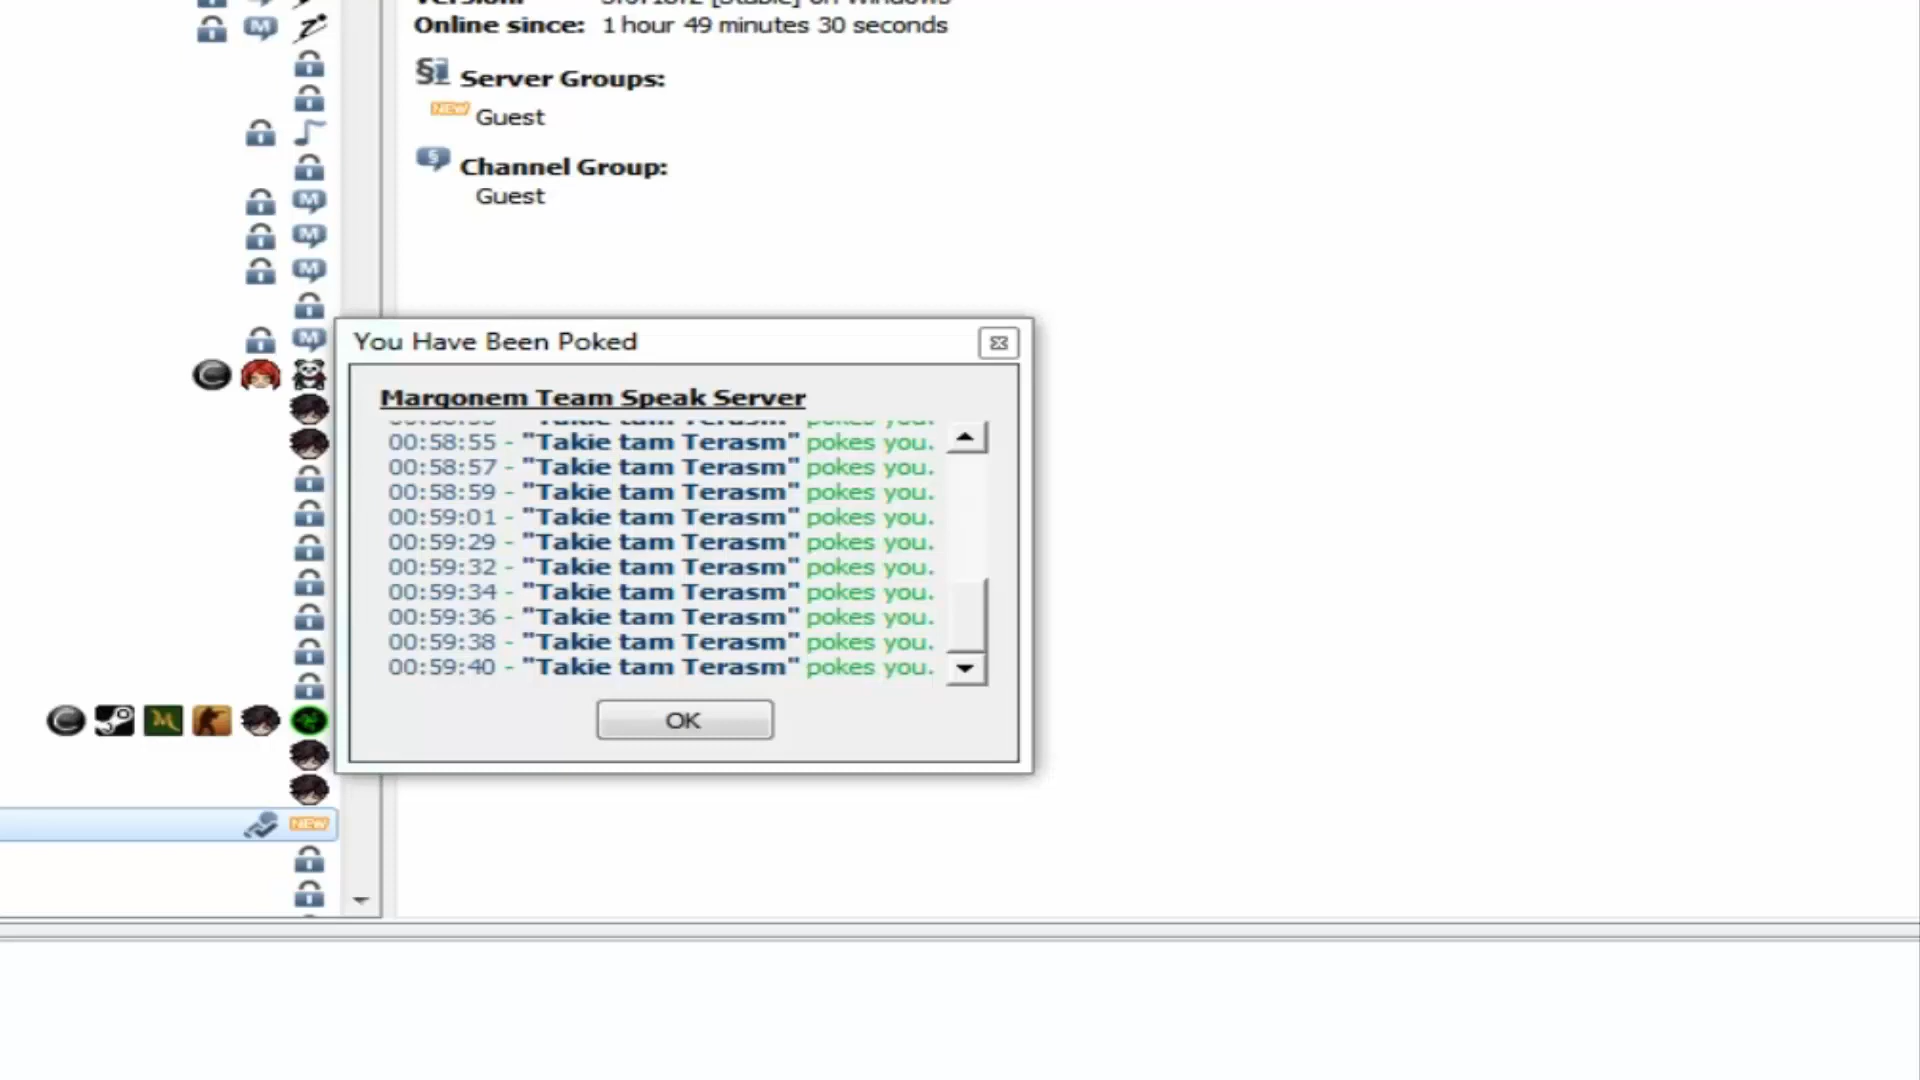 Online since: 1 hour 49 minutes 30 seconds
Server Groups:
NEW Guest
Channel Group:
Guest
You Have Been Poked
Margonem Team Speak Server
00:58:55 - "Takie tam Terasm" pokes you.
00:58:57 - "Takie tam Terasm" pokes you.
00:58:59 - "Takie tam Terasm" pokes you.
00:59:01 - "Takie tam Terasm" pokes you.
00:59:29 - "Takie tam Terasm" pokes you.
00:59:32 - "Takie tam Terasm" pokes you.
00:59:34 - "Takie tam Terasm" pokes you.
00:59:36 - "Takie tam Terasm" pokes you.
00:59:38 - "Takie tam Terasm" pokes you.
00:59:40 - "Takie tam Terasm" pokes you.
OK
NEW